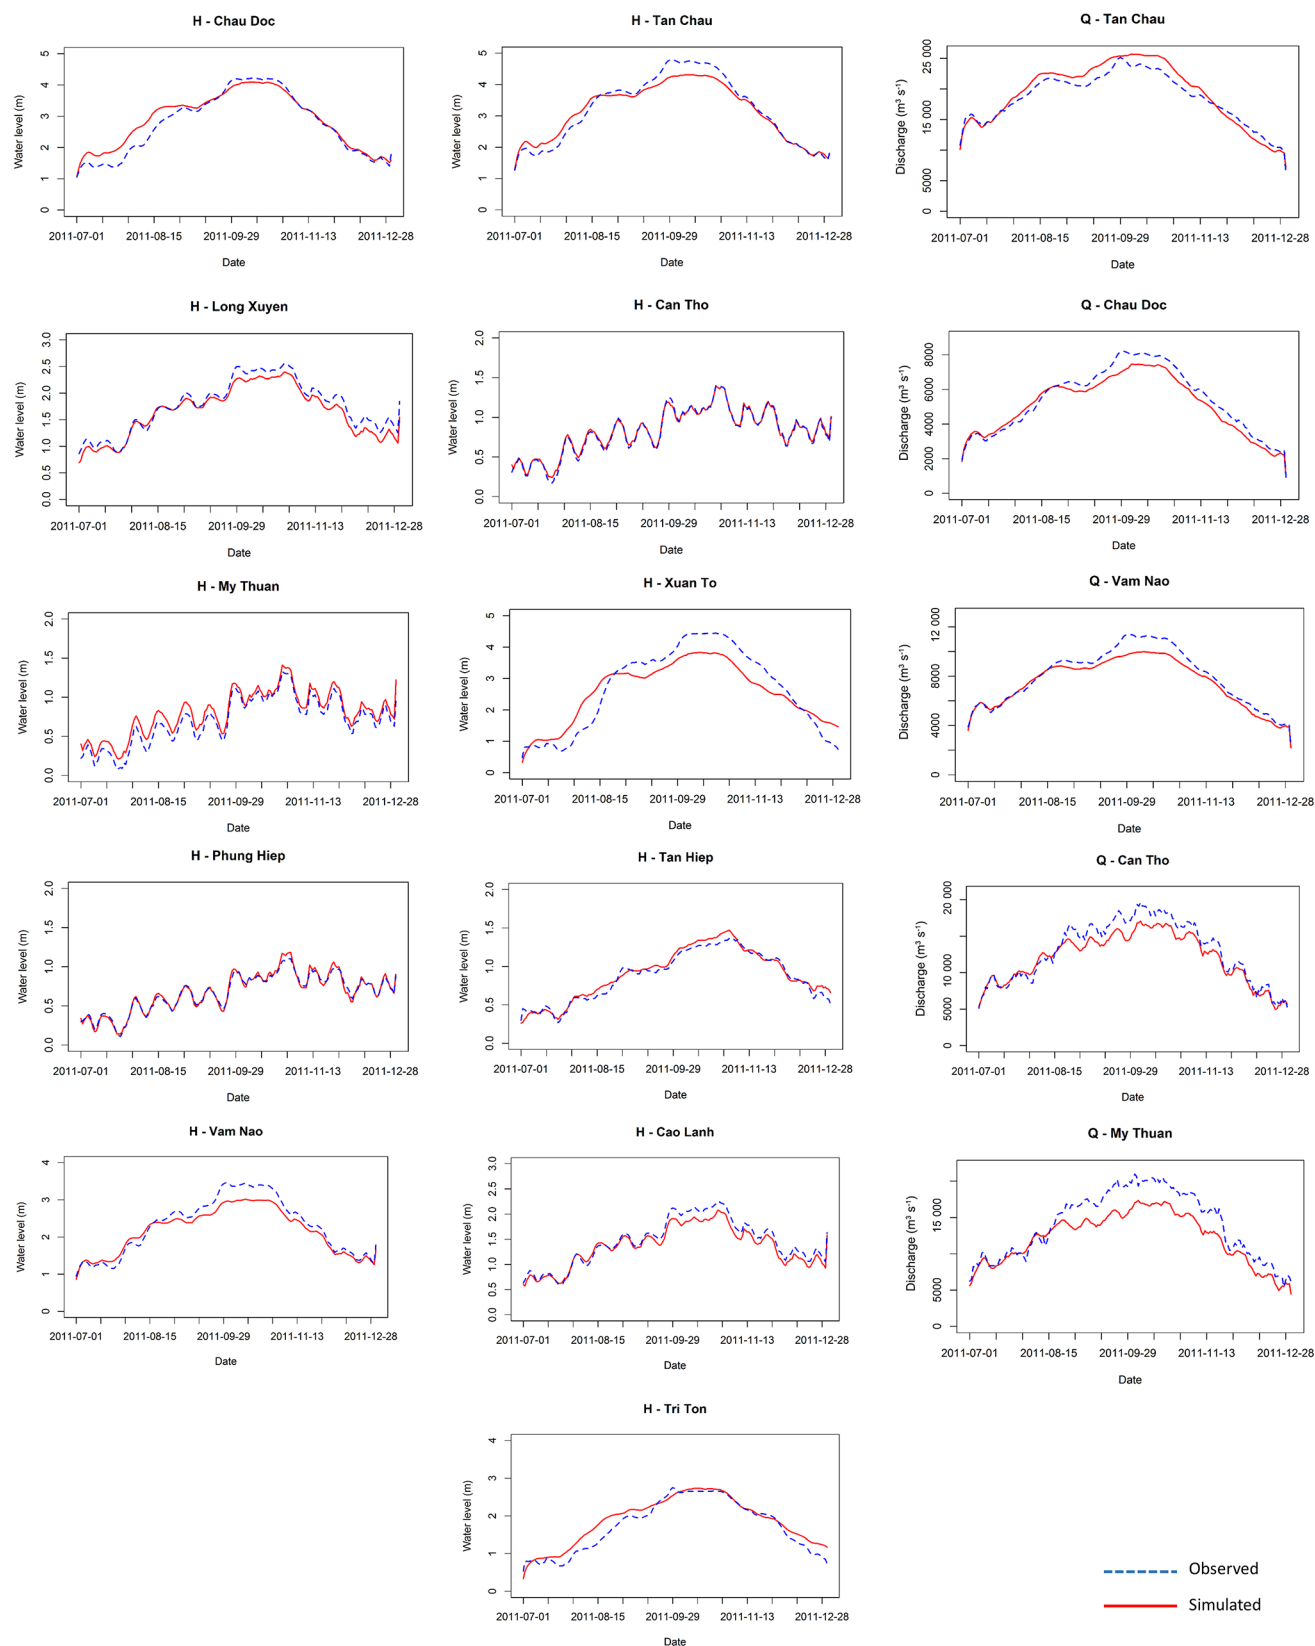 H - Chau Doc
Water level (m)
0 1 2 3 4 5
2011-07-01 2011-08-15 2011-09-29 2011-11-13 2011-12-28
Date
H - Tan Chau
Water level (m)
0 1 2 3 4 5
2011-07-01 2011-08-15 2011-09-29 2011-11-13 2011-12-28
Date
Q - Tan Chau
Discharge (m³ s⁻¹)
0 5000 15 000 25 000
2011-07-01 2011-08-15 2011-09-29 2011-11-13 2011-12-28
Date
H - Long Xuyen
Water level (m)
0.0 0.5 1.0 1.5 2.0 2.5 3.0
2011-07-01 2011-08-15 2011-09-29 2011-11-13 2011-12-28
Date
H - Can Tho
Water level (m)
0.0 0.5 1.0 1.5 2.0
2011-07-01 2011-08-15 2011-09-29 2011-11-13 2011-12-28
Date
Q - Chau Doc
Discharge (m³ s⁻¹)
0 2000 4000 6000 8000
2011-07-01 2011-08-15 2011-09-29 2011-11-13 2011-12-28
Date
H - My Thuan
Water level (m)
0.0 0.5 1.0 1.5 2.0
2011-07-01 2011-08-15 2011-09-29 2011-11-13 2011-12-28
Date
H - Xuan To
Water level (m)
0 1 2 3 4 5
2011-07-01 2011-08-15 2011-09-29 2011-11-13 2011-12-28
Date
Q - Vam Nao
Discharge (m³ s⁻¹)
0 4000 8000 12 000
2011-07-01 2011-08-15 2011-09-29 2011-11-13 2011-12-28
Date
H - Phung Hiep
Water level (m)
0.0 0.5 1.0 1.5 2.0
2011-07-01 2011-08-15 2011-09-29 2011-11-13 2011-12-28
Date
H - Tan Hiep
Water level (m)
0.0 0.5 1.0 1.5 2.0
2011-07-01 2011-08-15 2011-09-29 2011-11-13 2011-12-28
Date
Q - Can Tho
Discharge (m³ s⁻¹)
0 5000 10 000 20 000
2011-07-01 2011-08-15 2011-09-29 2011-11-13 2011-12-28
Date
H - Vam Nao
Water level (m)
0 1 2 3 4
2011-07-01 2011-08-15 2011-09-29 2011-11-13 2011-12-28
Date
H - Cao Lanh
Water level (m)
0.0 0.5 1.0 1.5 2.0 2.5 3.0
2011-07-01 2011-08-15 2011-09-29 2011-11-13 2011-12-28
Date
Q - My Thuan
Discharge (m³ s⁻¹)
0 5000 15 000
2011-07-01 2011-08-15 2011-09-29 2011-11-13 2011-12-28
Date
H - Tri Ton
Water level (m)
0 1 2 3 4
2011-07-01 2011-08-15 2011-09-29 2011-11-13 2011-12-28
Date
Observed
Simulated